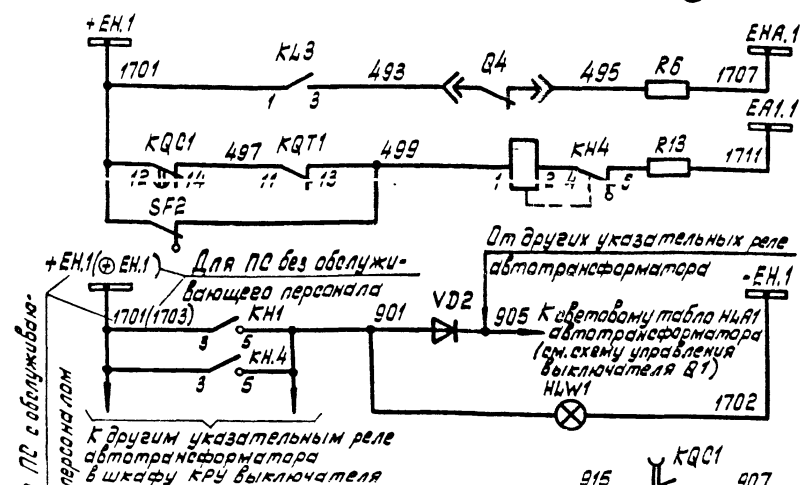 +EH.1
1701
KL3
1
3
493
Q4
495
R6
1707
EHA.1
KQC1
12
14
497
KQT1
11
13
499
1
2
KH4
4
5
R13
1711
EA1.1
SF2
+EH.1(⊕ EH.1)
Для ПС без обслужи-
вающего персонала
1701(1703)
KH1
3
5
KH.4
3
5
901
VD2
905
От других указательных реле
автотрансформатора
-EH.1
К световому табло HLA1
автотрансформатора
(см.схему управления
выключателя Q1)
HLW1
1702
К другим указательным реле
автотрансформатора
в шкафу КРУ выключателя
ПС с обслуживаю-
персоналом
KQC1
915
907